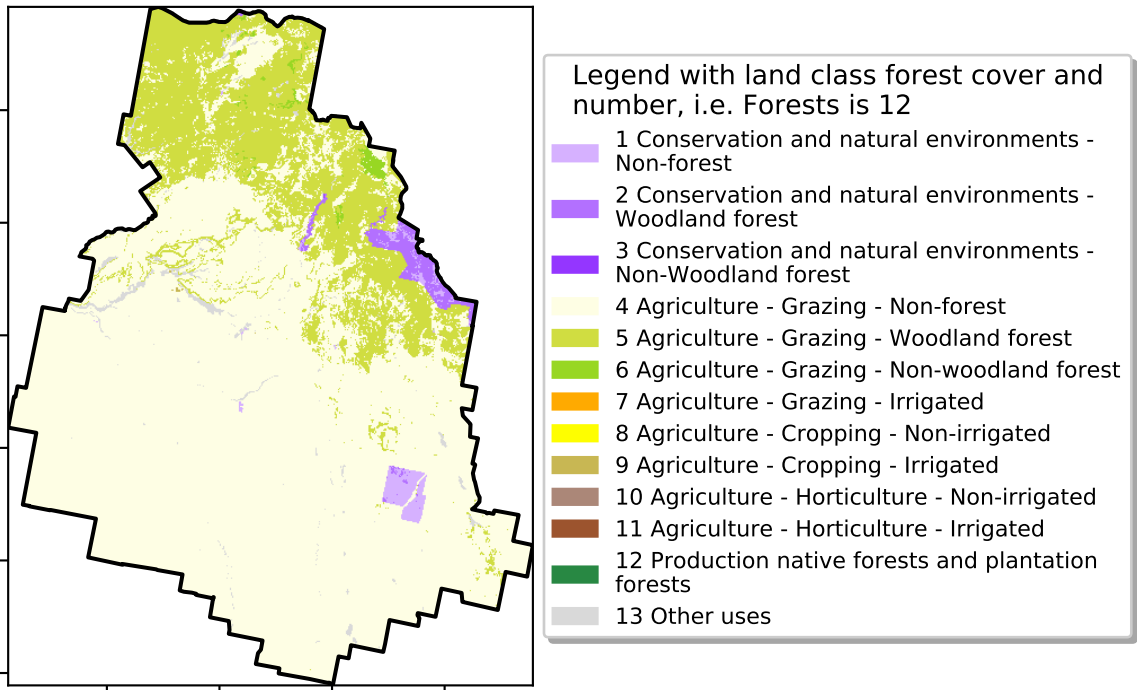 Legend with land class forest cover and
number, i.e. Forests is 12
1 Conservation and natural environments -
Non-forest
2 Conservation and natural environments -
Woodland forest
3 Conservation and natural environments -
Non-Woodland forest
4 Agriculture - Grazing - Non-forest
5 Agriculture - Grazing - Woodland forest
6 Agriculture - Grazing - Non-woodland forest
7 Agriculture - Grazing - Irrigated
8 Agriculture - Cropping - Non-irrigated
9 Agriculture - Cropping - Irrigated
10 Agriculture - Horticulture - Non-irrigated
11 Agriculture - Horticulture - Irrigated
12 Production native forests and plantation
forests
13 Other uses